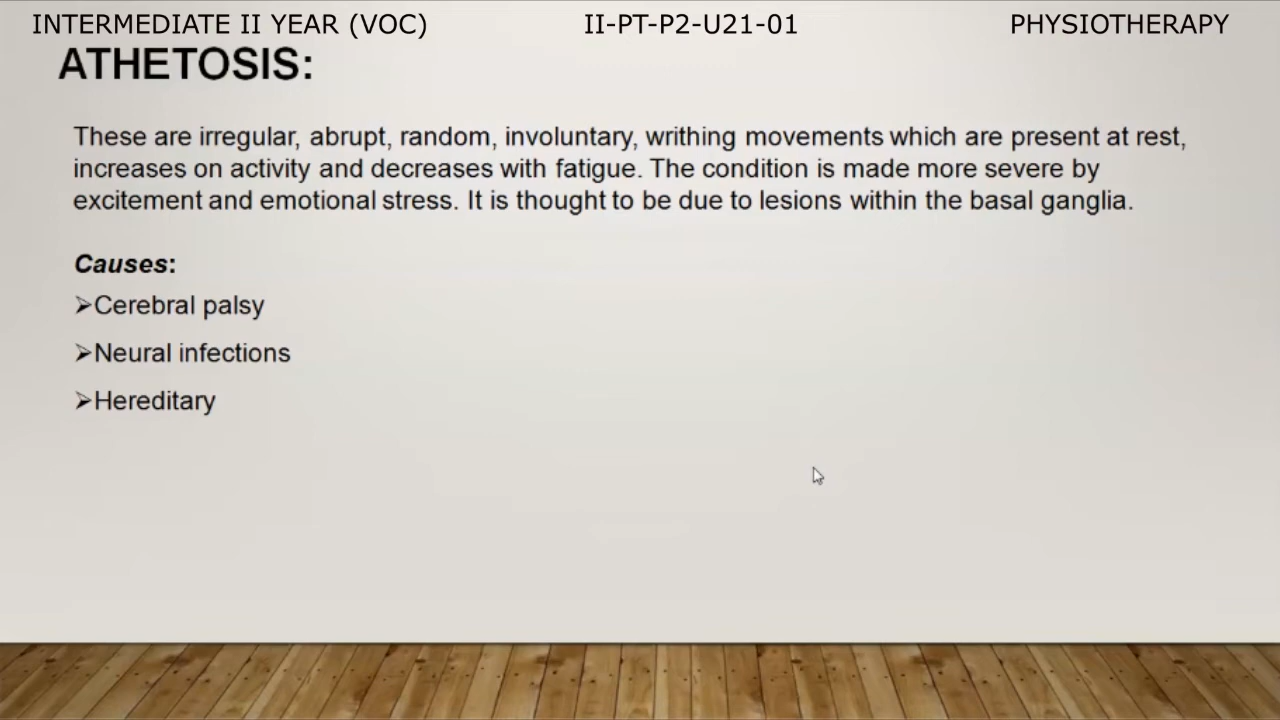 INTERMEDIATE II YEAR (VOC) II-PT-P2-U21-01 PHYSIOTHERAPY
ATHETOSIS:
These are irregular, abrupt, random, involuntary, writhing movements which are present at rest,
increases on activity and decreases with fatigue. The condition is made more severe by
excitement and emotional stress. It is thought to be due to lesions within the basal ganglia.
Causes:
➢Cerebral palsy
➢Neural infections
➢Hereditary